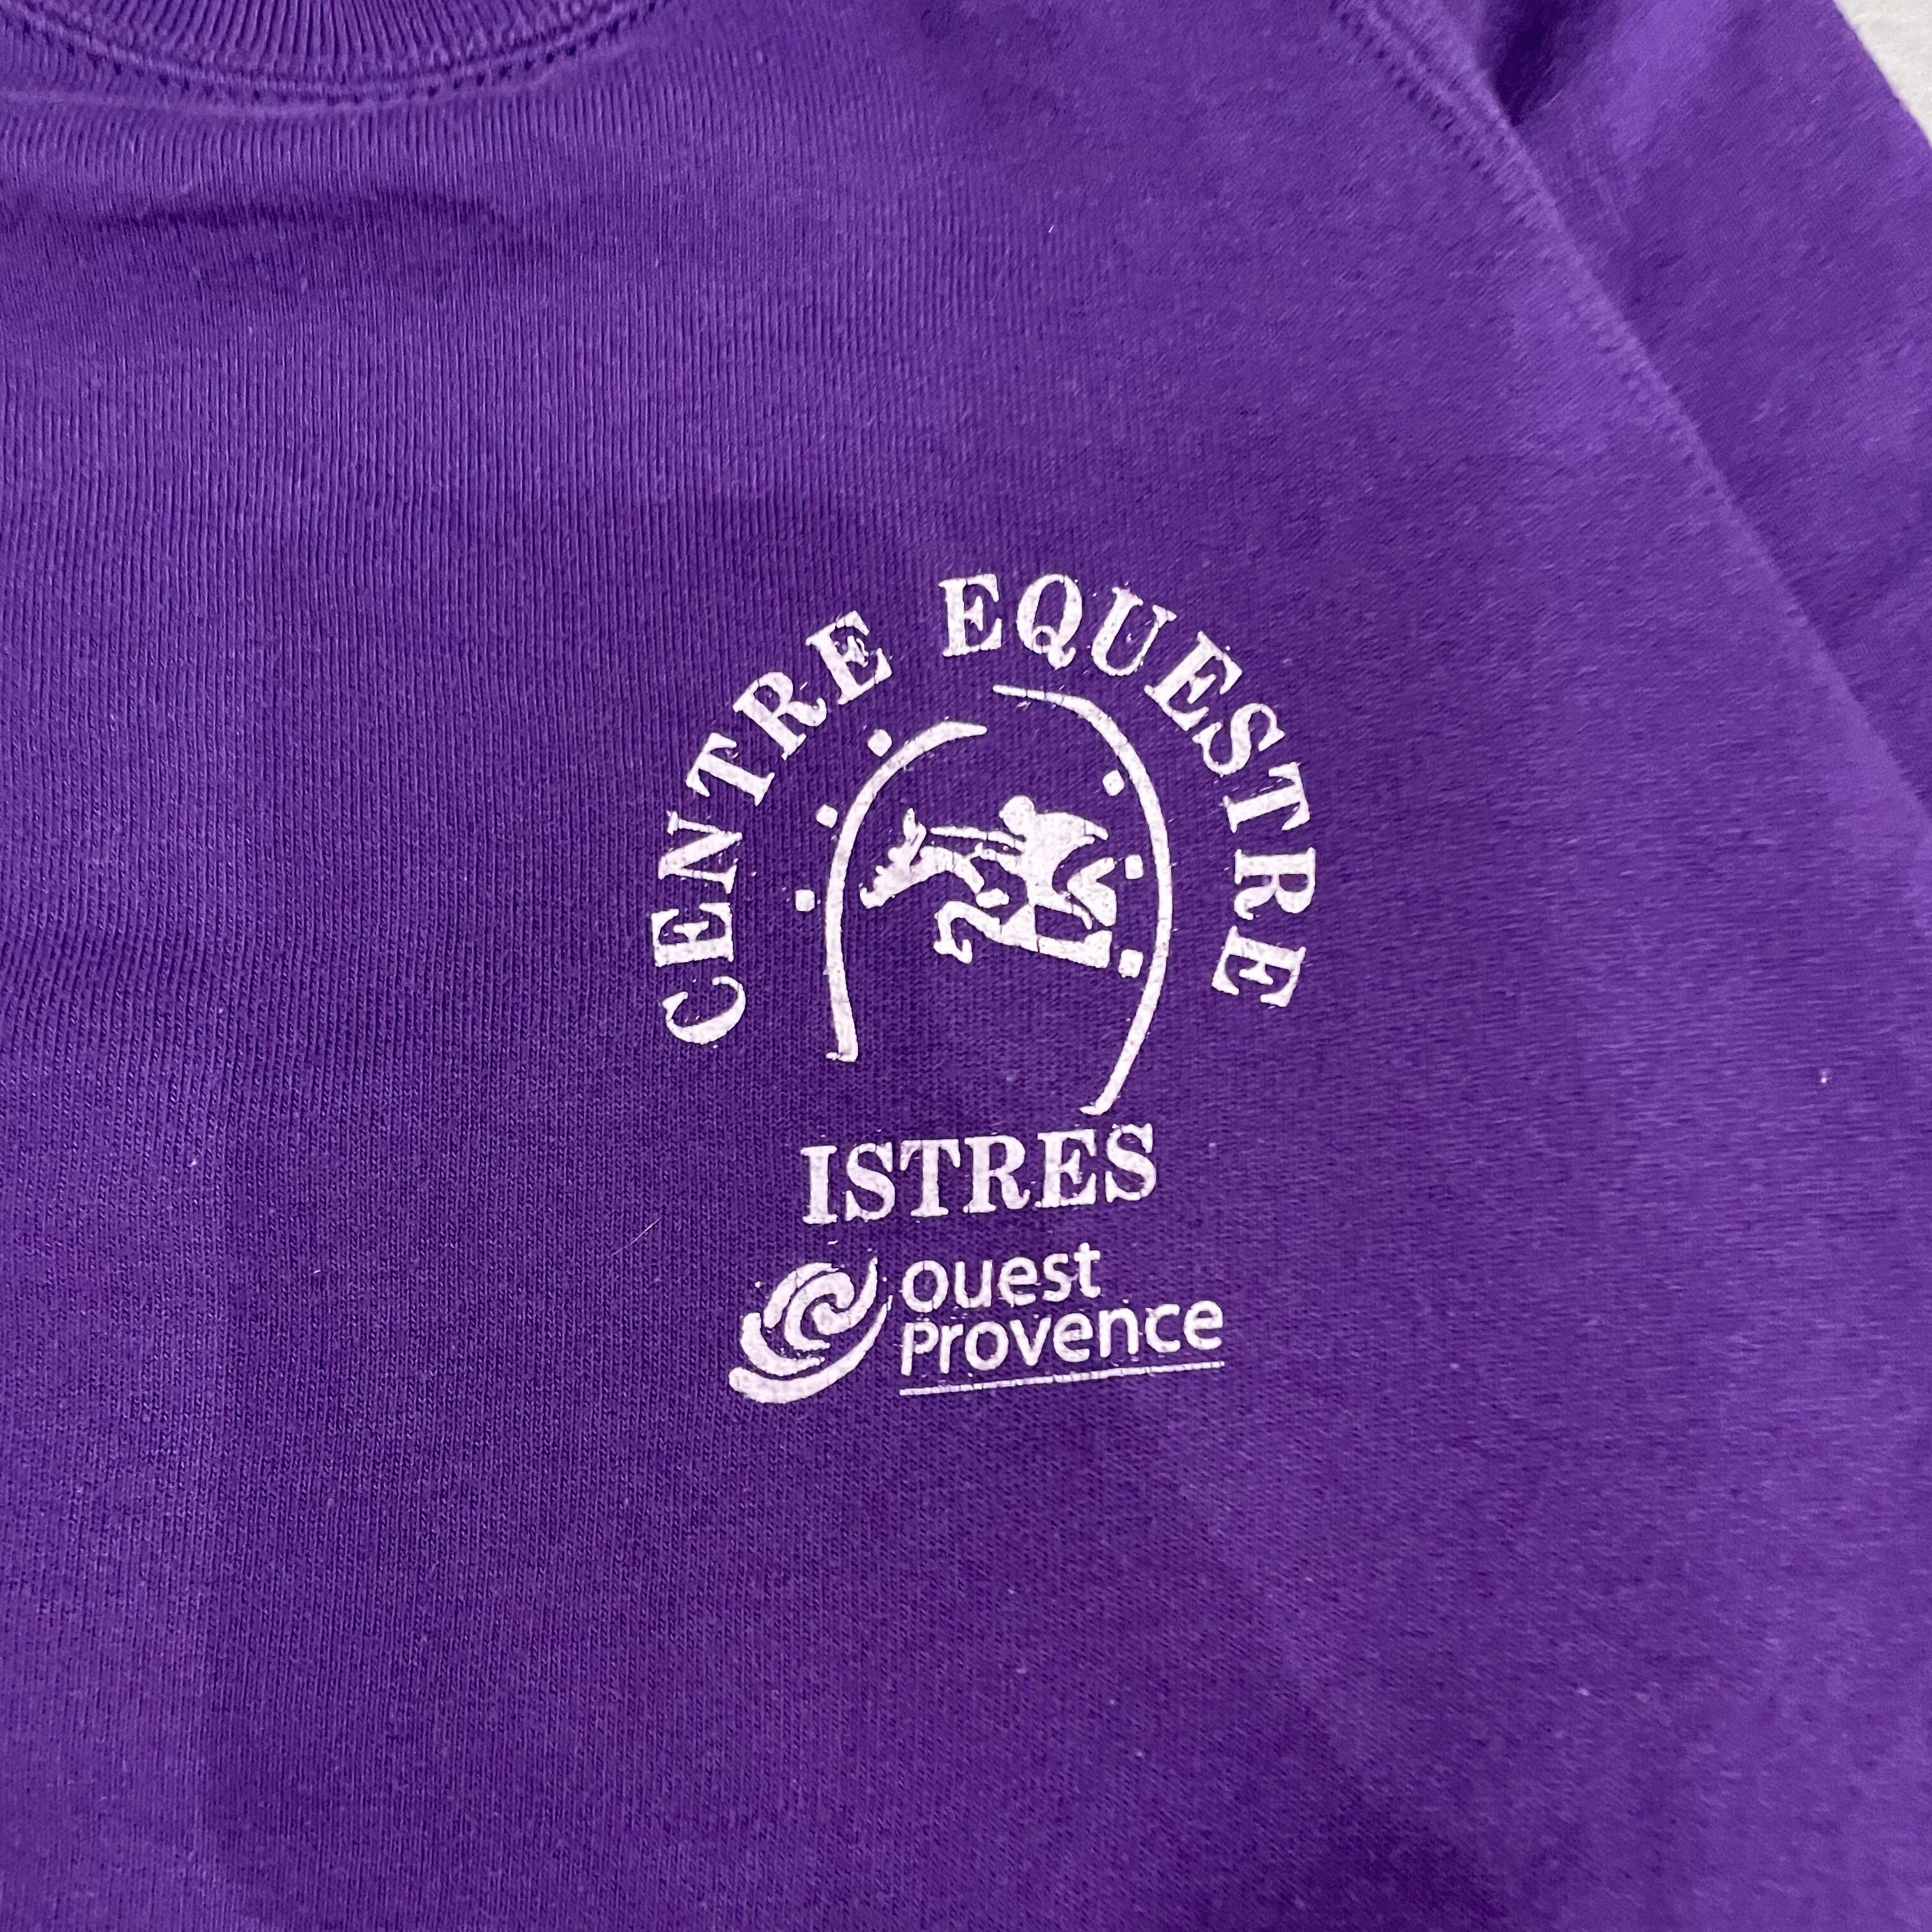 CENTRE EQUESTRE
ISTRES
Ouest
Provence